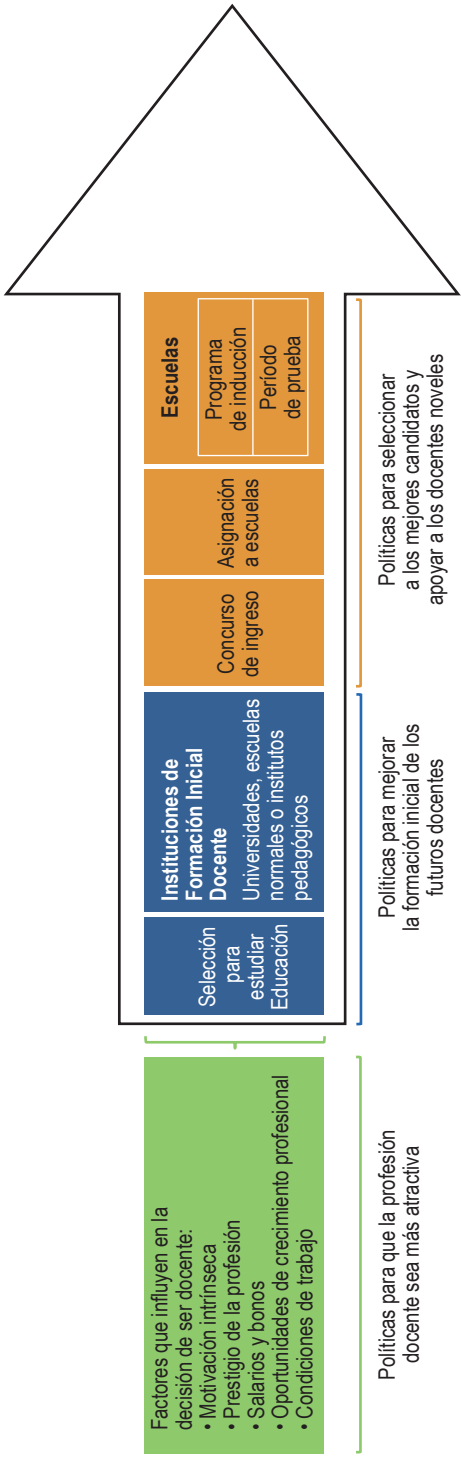 Factores que influyen en la
decisión de ser docente:
• Motivación intrínseca
• Prestigio de la profesión
• Salarios y bonos
• Oportunidades de crecimiento profesional
• Condiciones de trabajo
Políticas para que la profesión
docente sea más atractiva
Selección
para
estudiar
Educación
Instituciones de
Formación Inicial
Docente
Universidades, escuelas
normales o institutos
pedagógicos
Políticas para mejorar
la formación inicial de los
futuros docentes
Concurso
de ingreso
Asignación
a escuelas
Escuelas
Programa
de inducción
Período
de prueba
Políticas para seleccionar
a los mejores candidatos y
apoyar a los docentes noveles